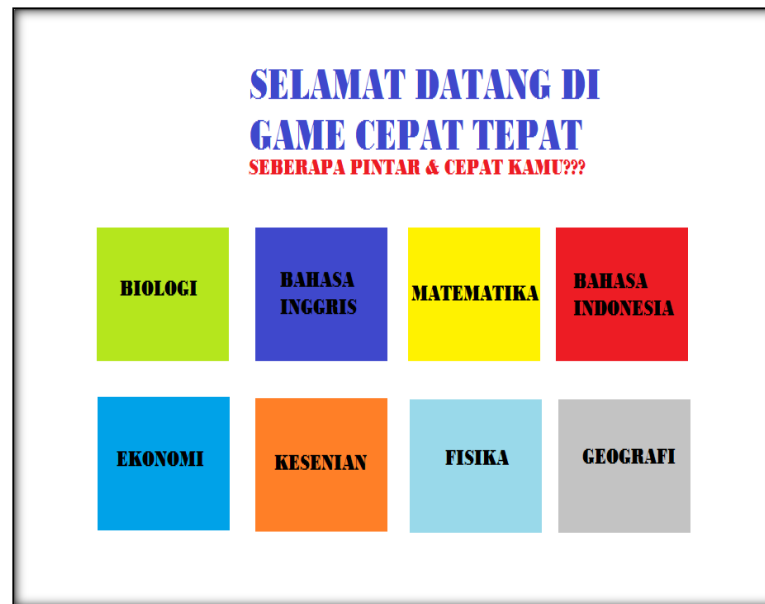 SELAMAT DATANG DI
GAME CEPAT TEPAT
SEBERAPA PINTAR & CEPAT KAMU???
BIOLOGI
BAHASA
INGGRIS
MATEMATIKA
BAHASA
INDONESIA
EKONOMI
KESENIAN
FISIKA
GEOGRAFI